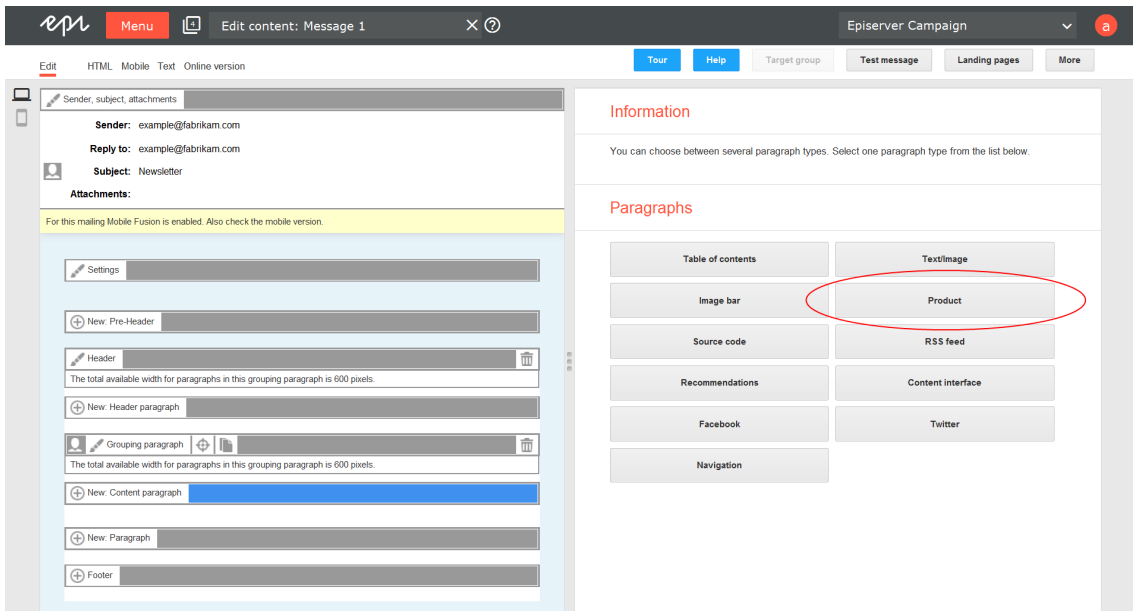 epi Menu 4 Edit content: Message 1 Episerver Campaign a
Edit HTML Mobile Text Online version Tour Help Target group Test message Landing pages More
Sender, subject, attachments
Sender: example@fabrikam.com
Reply to: example@fabrikam.com
Subject: Newsletter
Attachments:
For this mailing Mobile Fusion is enabled. Also check the mobile version.
Settings
New: Pre-Header
Header
The total available width for paragraphs in this grouping paragraph is 600 pixels.
New: Header paragraph
Grouping paragraph
The total available width for paragraphs in this grouping paragraph is 600 pixels.
New: Content paragraph
New: Paragraph
Footer
Information
You can choose between several paragraph types. Select one paragraph type from the list below.
Paragraphs
Table of contents Text/Image
Image bar Product
Source code RSS feed
Recommendations Content interface
Facebook Twitter
Navigation